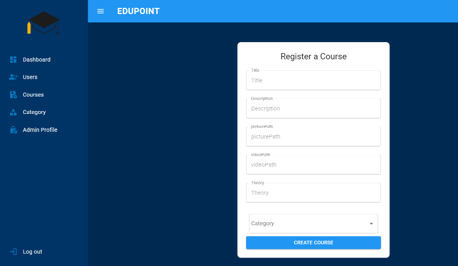 EDUPOINT
Dashboard
Users
Courses
Category
Admin Profile
Log out
Register a Course
Title
Title
Description
Description
picturePath
picturePath
videoPath
videoPath
Theory
Theory
Category
CREATE COURSE